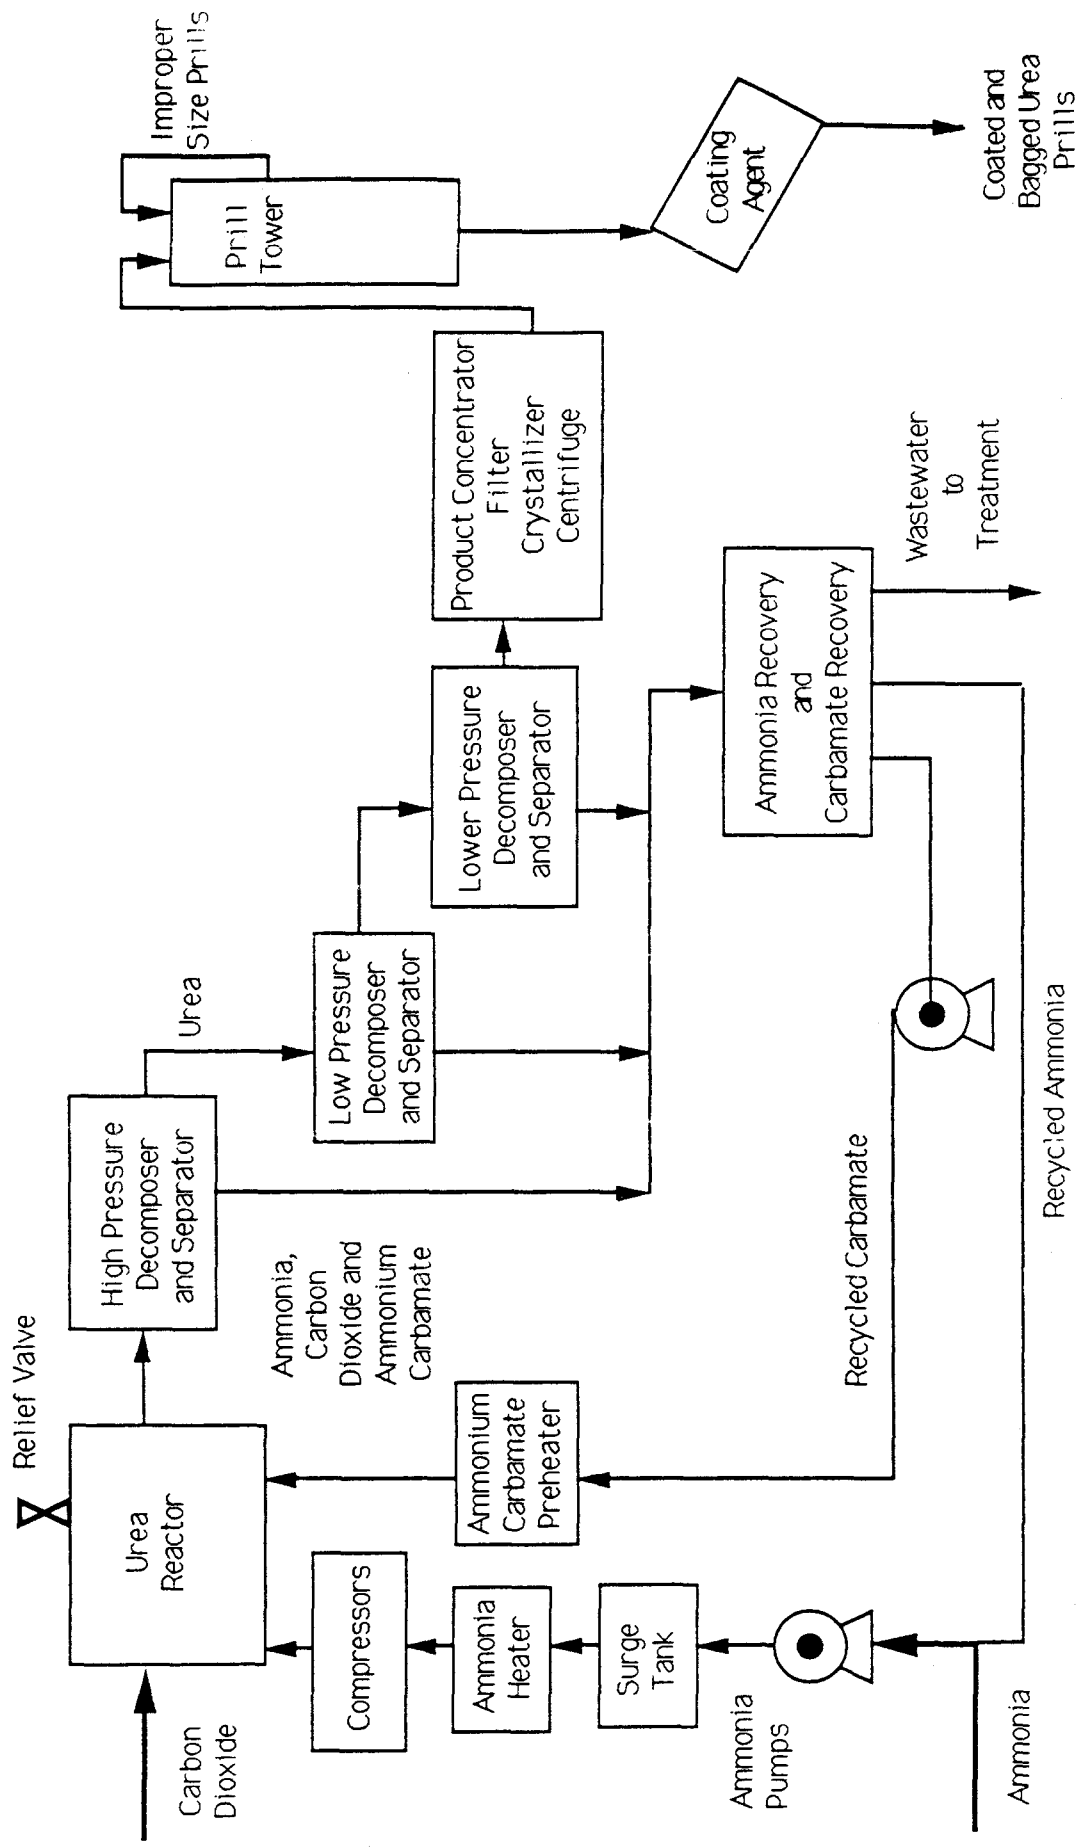 Relief Valve
Urea
Reactor
Carbon
Dioxide
Compressors
Ammonia
Heater
Surge
Tank
Ammonia
Pumps
Ammonia
Ammonium
Carbamate
Preheater
High Pressure
Decomposer
and Separator
Ammonia,
Carbon
Dioxide and
Ammonium
Carbamate
Urea
Low Pressure
Decomposer
and Separator
Lower Pressure
Decomposer
and Separator
Recycled Carbamate
Recycled Ammonia
Ammonia Recovery
and
Carbamate Recovery
Wastewater
to
Treatment
Product Concentrator
Filter
Crystallizer
Centrifuge
Prill
Tower
Improper
Size Prills
Coating
Agent
Coated and
Bagged Urea
Prills